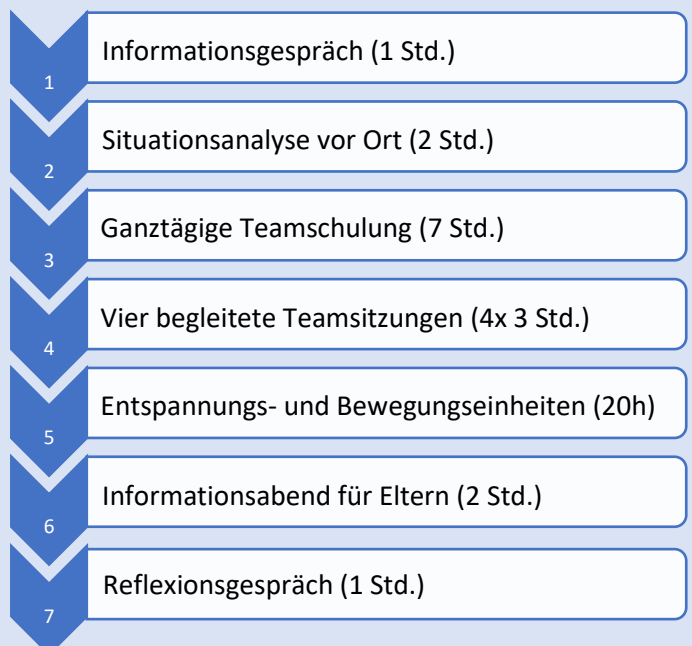 1 Informationsgespräch (1 Std.)
2 Situationsanalyse vor Ort (2 Std.)
3 Ganztägige Teamschulung (7 Std.)
4 Vier begleitete Teamsitzungen (4x 3 Std.)
5 Entspannungs- und Bewegungseinheiten (20h)
6 Informationsabend für Eltern (2 Std.)
7 Reflexionsgespräch (1 Std.)